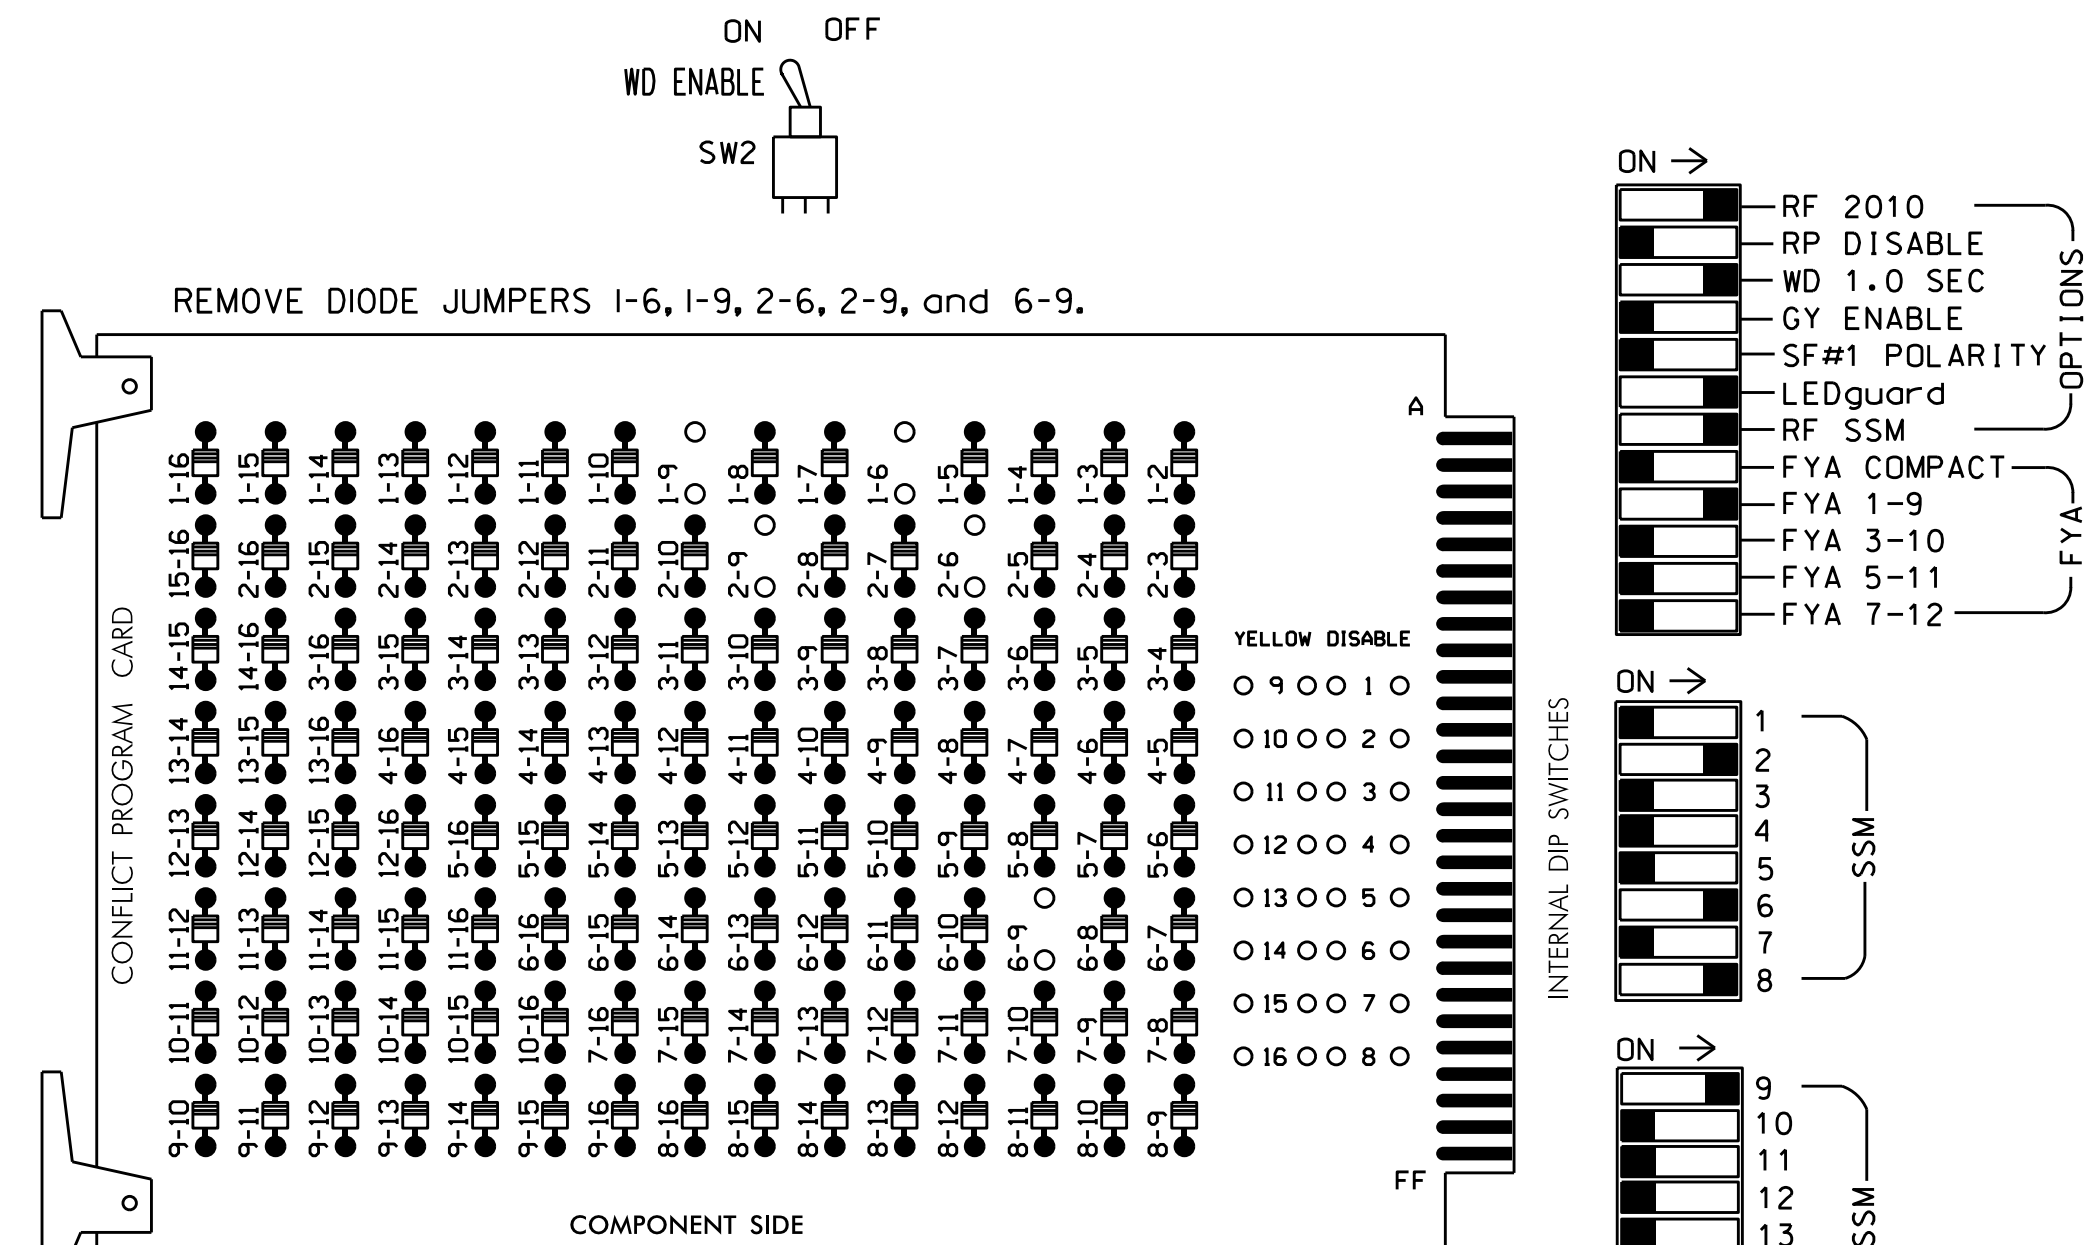 ON OFF
WD ENABLE
SW2
REMOVE DIODE JUMPERS 1-6, 1-9, 2-6, 2-9, and 6-9.
A
1-16 1-15 1-14 1-13 1-12 1-11 1-10 1-9 1-8 1-7 1-6 1-5 1-4 1-3 1-2
15-16 2-16 2-15 2-14 2-13 2-12 2-11 2-10 2-9 2-8 2-7 2-6 2-5 2-4 2-3
14-15 14-16 3-16 3-15 3-14 3-13 3-12 3-11 3-10 3-9 3-8 3-7 3-6 3-5 3-4
13-14 13-15 13-16 4-16 4-15 4-14 4-13 4-12 4-11 4-10 4-9 4-8 4-7 4-6 4-5
12-13 12-14 12-15 12-16 5-16 5-15 5-14 5-13 5-12 5-11 5-10 5-9 5-8 5-7 5-6
11-12 11-13 11-14 11-15 11-16 6-16 6-15 6-14 6-13 6-12 6-11 6-10 6-9 6-8 6-7
10-11 10-12 10-13 10-14 10-15 10-16 7-16 7-15 7-14 7-13 7-12 7-11 7-10 7-9 7-8
9-10 9-11 9-12 9-13 9-14 9-15 9-16 8-16 8-15 8-14 8-13 8-12 8-11 8-10 8-9
CONFLICT PROGRAM CARD
YELLOW DISABLE
9 1
10 2
11 3
12 4
13 5
14 6
15 7
16 8
FF
COMPONENT SIDE
INTERNAL DIP SWITCHES
ON
RF 2010
RP DISABLE
WD 1.0 SEC
GY ENABLE
SF#1 POLARITY
LEDguard
RF SSM
OPTIONS
FYA COMPACT
FYA 1-9
FYA 3-10
FYA 5-11
FYA 7-12
FYA
ON
1
2
3
4
5
6
7
8
SSM
ON
9
10
11
12
13
SSM